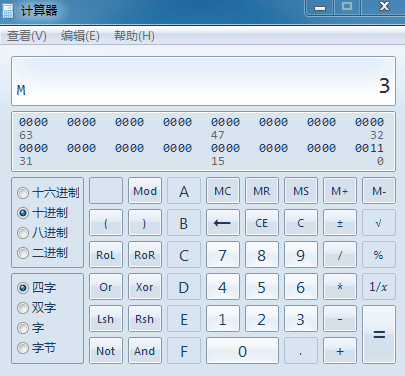 计算器
查看(V) 编辑(E) 帮助(H)
M 3
0000 0000 0000 0000 0000 0000 0000 0000
63 47 32
0000 0000 0000 0000 0000 0000 0000 0011
31 15 0
十六进制 Mod A MC MR MS M+ M-
十进制 ( ) B ← CE C ± √
八进制
二进制 RoL RoR C 7 8 9 / %
四字 Or Xor D 4 5 6 * 1/x
双字
字 Lsh Rsh E 1 2 3 - =
字节 Not And F 0 . +